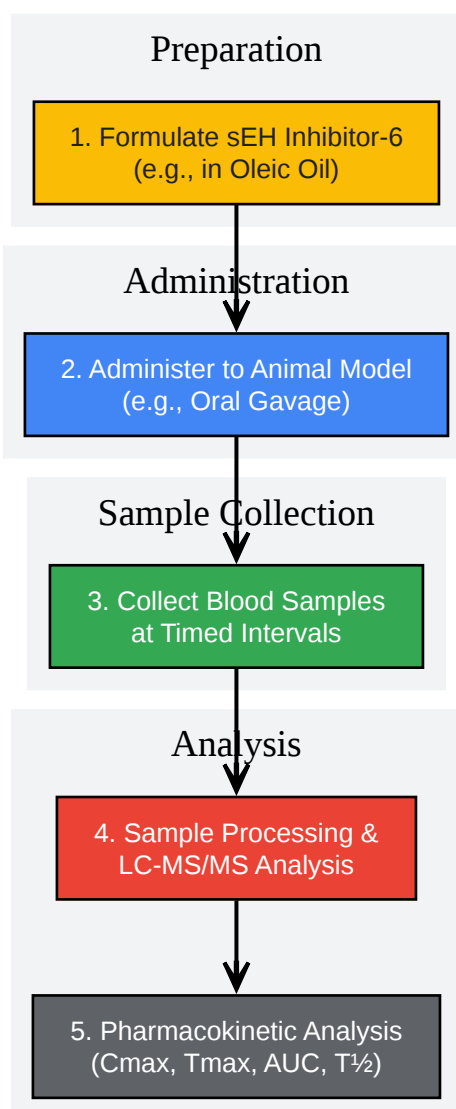 Preparation
1. Formulate sEH Inhibitor-6
(e.g., in Oleic Oil)
Administration
2. Administer to Animal Model
(e.g., Oral Gavage)
Sample Collection
3. Collect Blood Samples
at Timed Intervals
Analysis
4. Sample Processing &
LC-MS/MS Analysis
5. Pharmacokinetic Analysis
(Cmax, Tmax, AUC, T½)